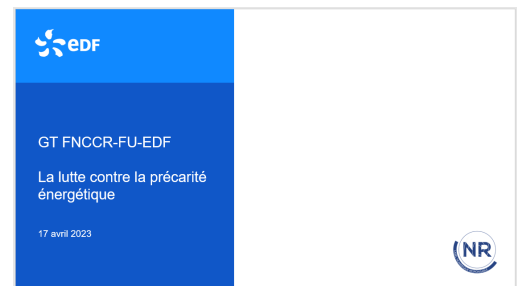 eDF
GT FNCCR-FU-EDF
La lutte contre la précarité
énergétique
17 avril 2023
NR